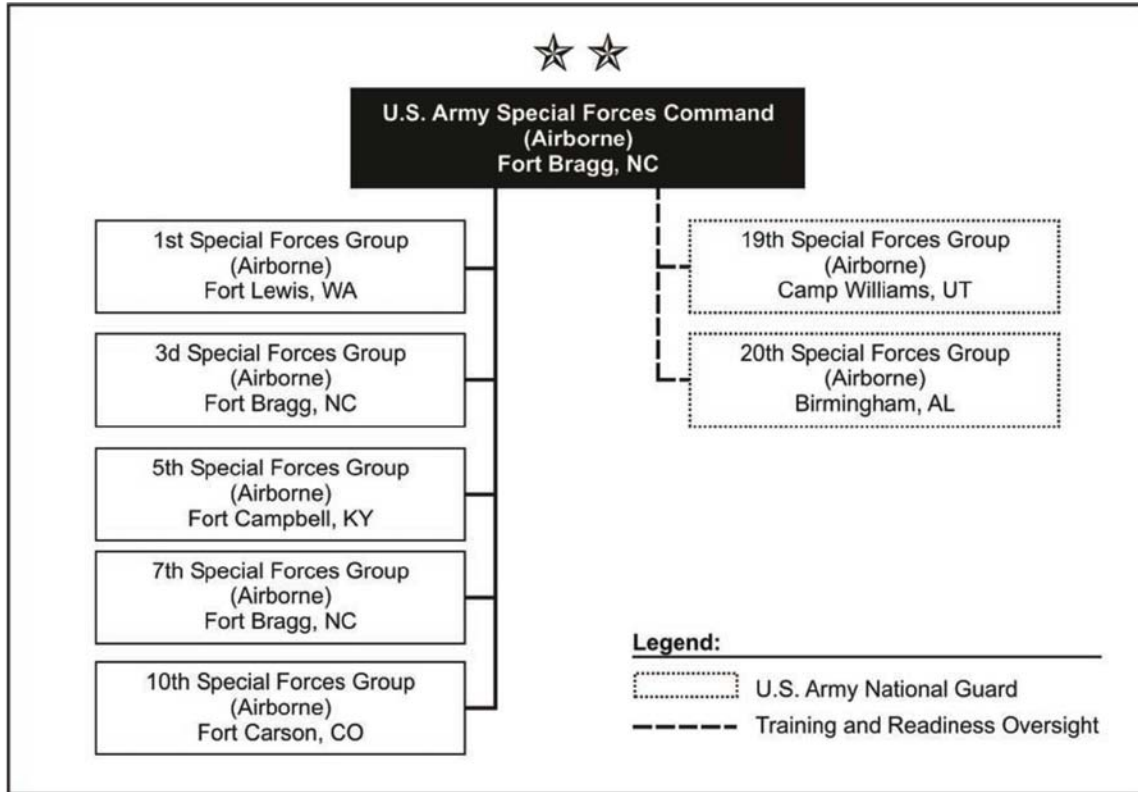 U.S. Army Special Forces Command
(Airborne)
Fort Bragg, NC
1st Special Forces Group
(Airborne)
Fort Lewis, WA
3d Special Forces Group
(Airborne)
Fort Bragg, NC
5th Special Forces Group
(Airborne)
Fort Campbell, KY
7th Special Forces Group
(Airborne)
Fort Bragg, NC
10th Special Forces Group
(Airborne)
Fort Carson, CO
19th Special Forces Group
(Airborne)
Camp Williams, UT
20th Special Forces Group
(Airborne)
Birmingham, AL
Legend:
U.S. Army National Guard
Training and Readiness Oversight